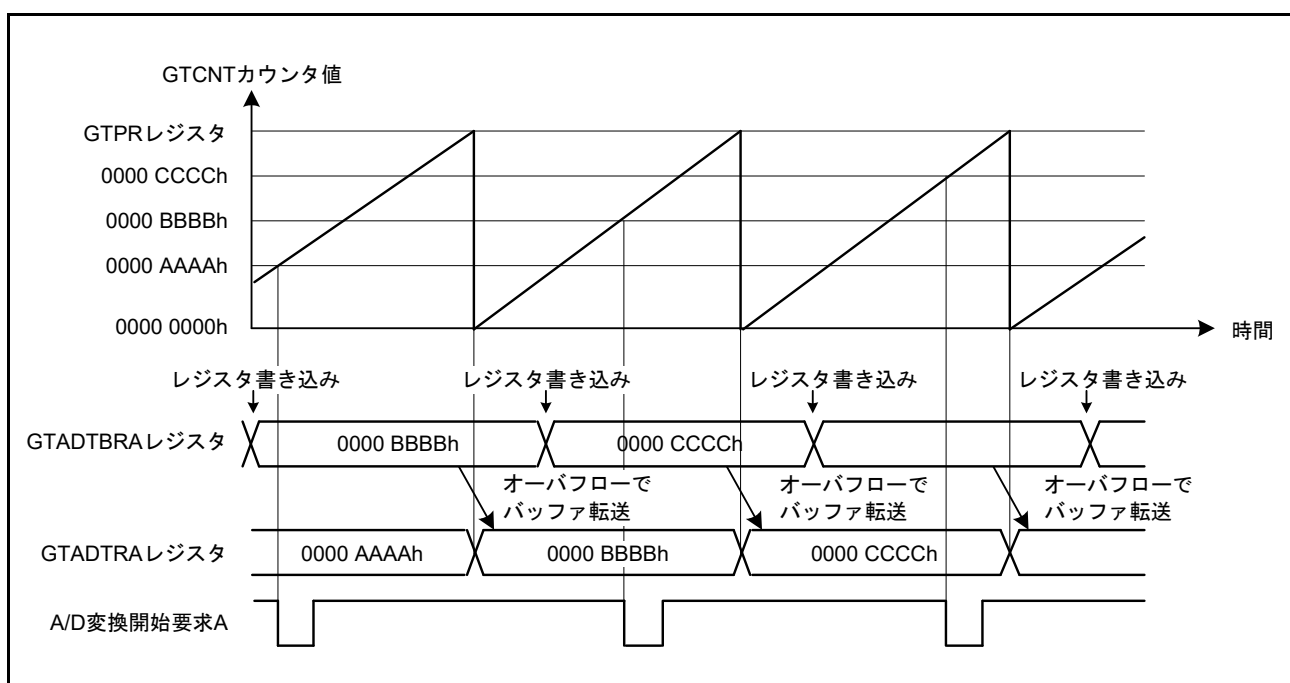 GTCNTカウンタ値
GTPRレジスタ
0000 CCCCh
0000 BBBBh
0000 AAAAh
0000 0000h
時間
レジスタ書き込み
レジスタ書き込み
レジスタ書き込み
レジスタ書き込み
GTADTBRAレジスタ
0000 BBBBh
0000 CCCCh
オーバフローで
バッファ転送
オーバフローで
バッファ転送
オーバフローで
バッファ転送
GTADTRAレジスタ
0000 AAAAh
0000 BBBBh
0000 CCCCh
A/D変換開始要求A